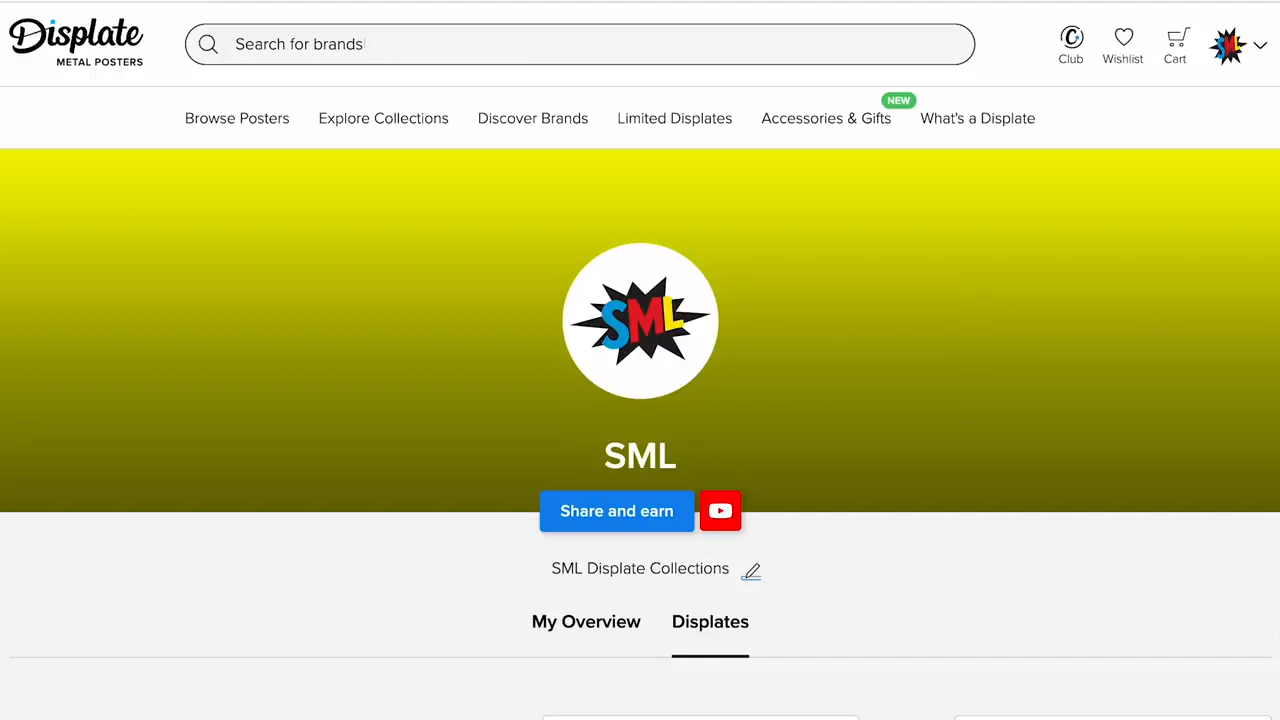 Displate
METAL POSTERS
Search for brands
Club
Wishlist
Cart
SML
NEW
Browse Posters
Explore Collections
Discover Brands
Limited Displates
Accessories & Gifts
What's a Displate
SML
SML
Share and earn
SML Displate Collections
My Overview
Displates